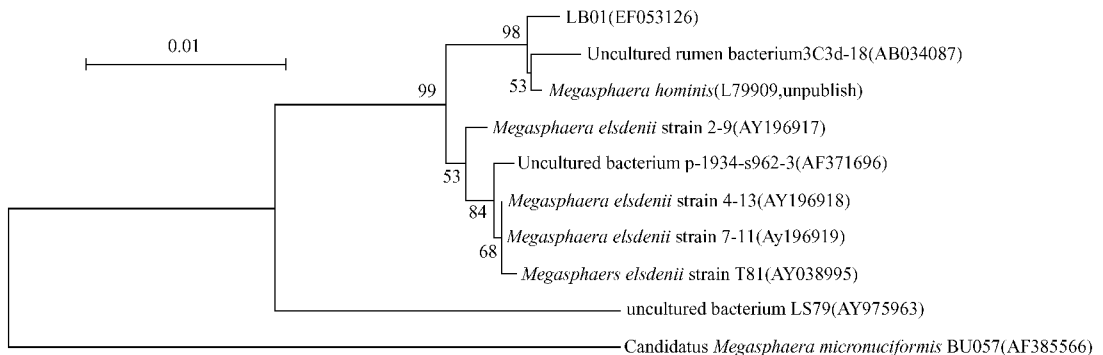 LB01(EF053126)
98
0.01
Uncultured rumen bacterium3C3d-18(AB034087)
53
99
Megasphaera hominis(L79909,unpublish)
Megasphaera elsdenii strain 2-9(AY196917)
Uncultured bacterium p-1934-s962-3(AF371696)
53
Megasphaera elsdenii strain 4-13(AY196918)
84
Megasphaera elsdenii strain 7-11(Ay196919)
68
Megasphaers elsdenii strain T81(AY038995)
uncultured bacterium LS79(AY975963)
Candidatus Megasphaera micronuciformis BU057(AF385566)